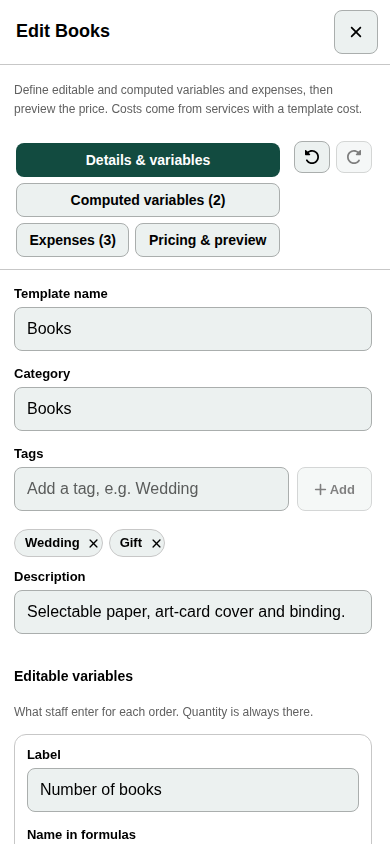 Edit Books
Define editable and computed variables and expenses, then
preview the price. Costs come from services with a template cost.
Details & variables
Computed variables (2)
Expenses (3)
Pricing & preview
Template name
Books
Category
Books
Tags
Add a tag, e.g. Wedding
Add
Wedding
Gift
Description
Selectable paper, art-card cover and binding.
Editable variables
What staff enter for each order. Quantity is always there.
Label
Number of books
Name in formulas